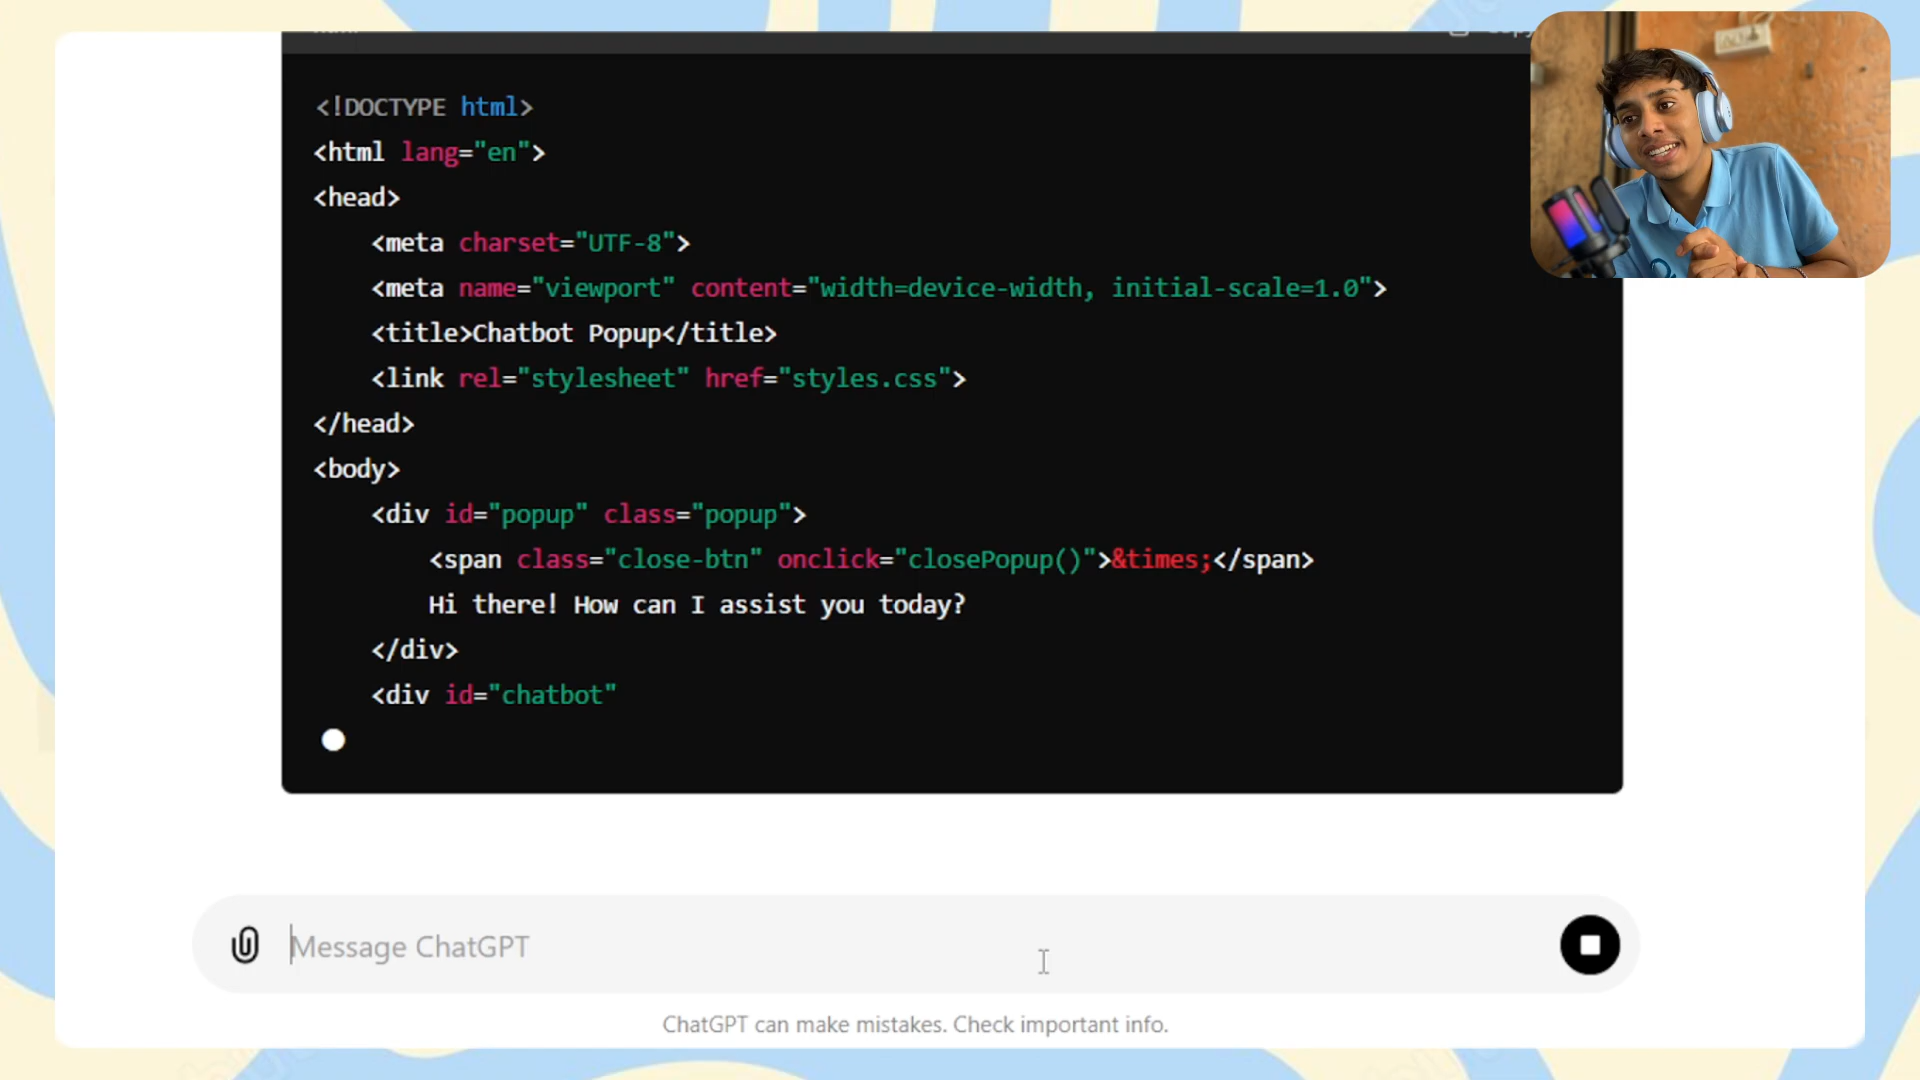 <!DOCTYPE html>
<html lang="en">
<head>
<meta charset="UTF-8">
<meta name="viewport" content="width=device-width, initial-scale=1.0">
<title>Chatbot Popup</title>
<link rel="stylesheet" href="styles.css">
</head>
<body>
<div id="popup" class="popup">
<span class="close-btn" onclick="closePopup()">&times;</span>
Hi there! How can I assist you today?
</div>
<div id="chatbot"
Message ChatGPT
ChatGPT can make mistakes. Check important info.